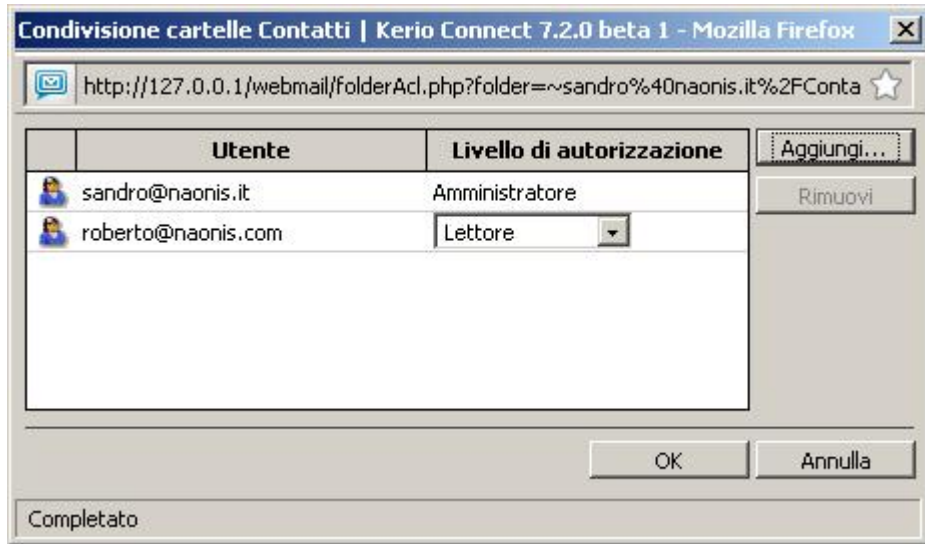 Condivisione cartelle Contatti | Kerio Connect 7.2.0 beta 1 - Mozilla Firefox
http://127.0.0.1/webmail/folderAcl.php?folder=~sandro%40naonis.it%2FConta
Utente Livello di autorizzazione Aggiungi...
sandro@naonis.it Amministratore Rimuovi
roberto@naonis.com Lettore
OK Annulla
Completato